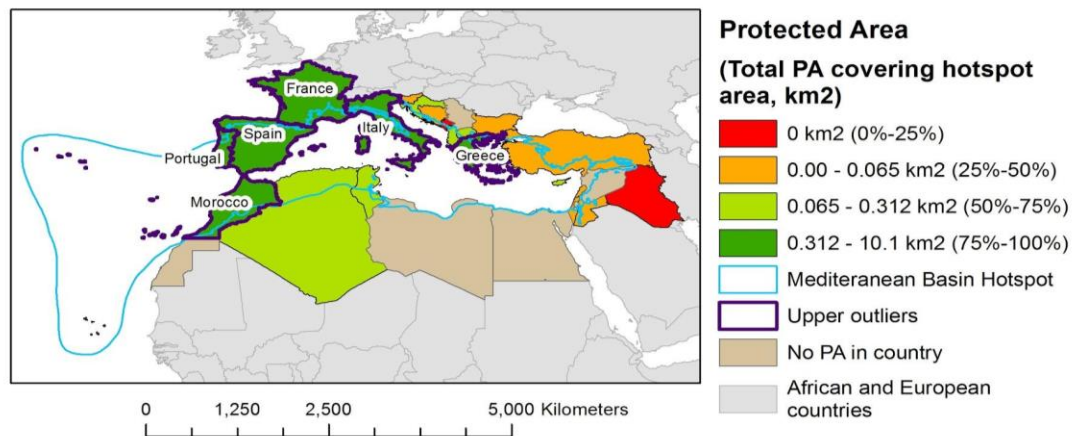 France
Spain
Italy
Portugal
Greece
Morocco
0 1,250 2,500 5,000 Kilometers
Protected Area
(Total PA covering hotspot
area, km2)
0 km2 (0%-25%)
0.00 - 0.065 km2 (25%-50%)
0.065 - 0.312 km2 (50%-75%)
0.312 - 10.1 km2 (75%-100%)
Mediteranean Basin Hotspot
Upper outliers
No PA in country
African and European
countries